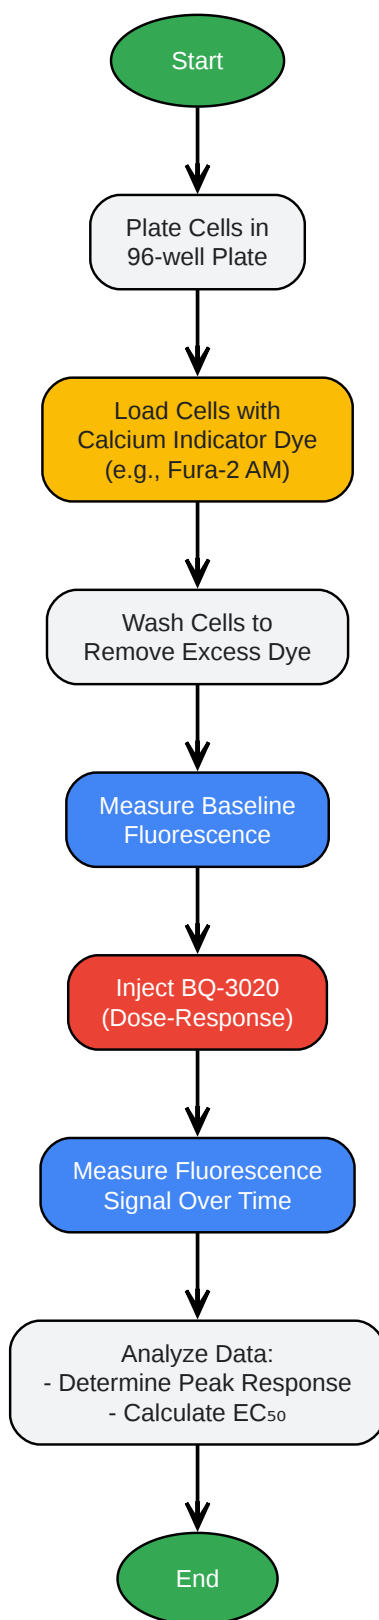 Start
Plate Cells in
96-well Plate
Load Cells with
Calcium Indicator Dye
(e.g., Fura-2 AM)
Wash Cells to
Remove Excess Dye
Measure Baseline
Fluorescence
Inject BQ-3020
(Dose-Response)
Measure Fluorescence
Signal Over Time
Analyze Data:
- Determine Peak Response
- Calculate EC₅₀
End